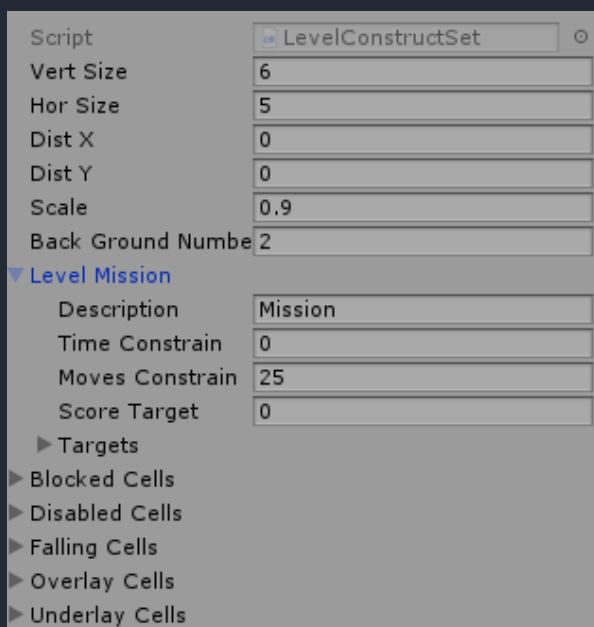 Script LevelConstructSet
Vert Size 6
Hor Size 5
Dist X 0
Dist Y 0
Scale 0.9
Back Ground Numbe 2
Level Mission
Description Mission
Time Constrain 0
Moves Constrain 25
Score Target 0
Targets
Blocked Cells
Disabled Cells
Falling Cells
Overlay Cells
Underlay Cells